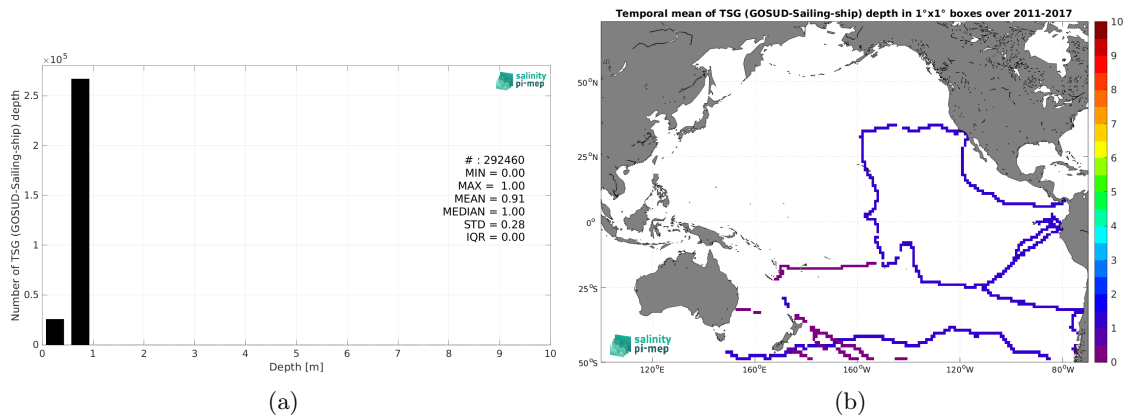 ×10⁵
2.5
2
1.5
1
0.5
0
0 1 2 3 4 5 6 7 8 9 10
Number of TSG (GOSUD-Sailing-ship) depth
Depth [m]
salinity
pi-mep
# : 292460
MIN = 0.00
MAX = 1.00
MEAN = 0.91
MEDIAN = 1.00
STD = 0.28
IQR = 0.00
(a)
Temporal mean of TSG (GOSUD-Sailing-ship) depth in 1°x1° boxes over 2011-2017
50°N
25°N
0°
25°S
50°S
120°E 160°E 160°W 120°W 80°W
salinity
pi-mep
10
9
8
7
6
5
4
3
2
1
0
(b)